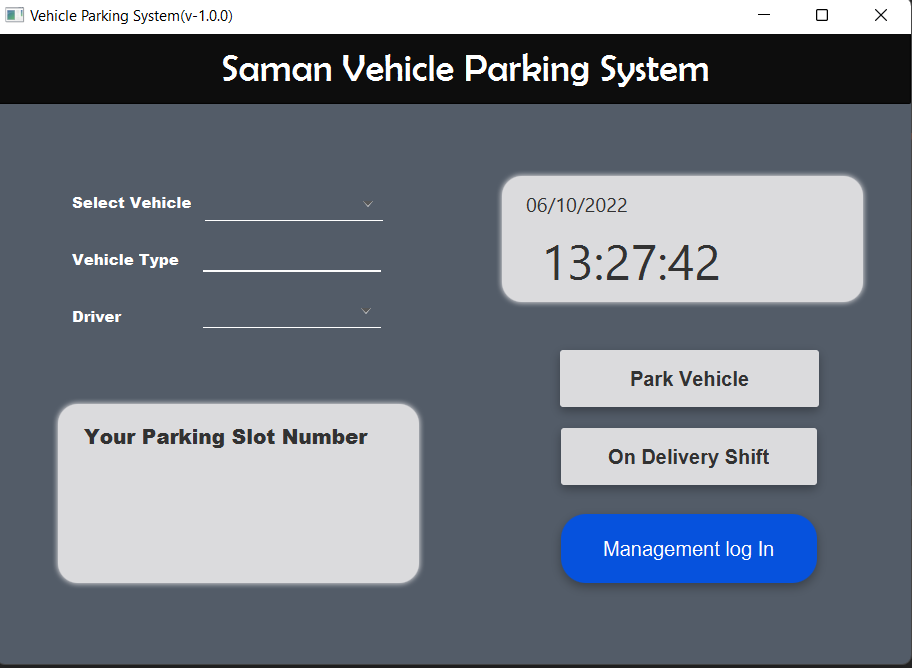 Vehicle Parking System(v-1.0.0)
Saman Vehicle Parking System
Select Vehicle
Vehicle Type
Driver
Your Parking Slot Number
06/10/2022
13:27:42
Park Vehicle
On Delivery Shift
Management log In